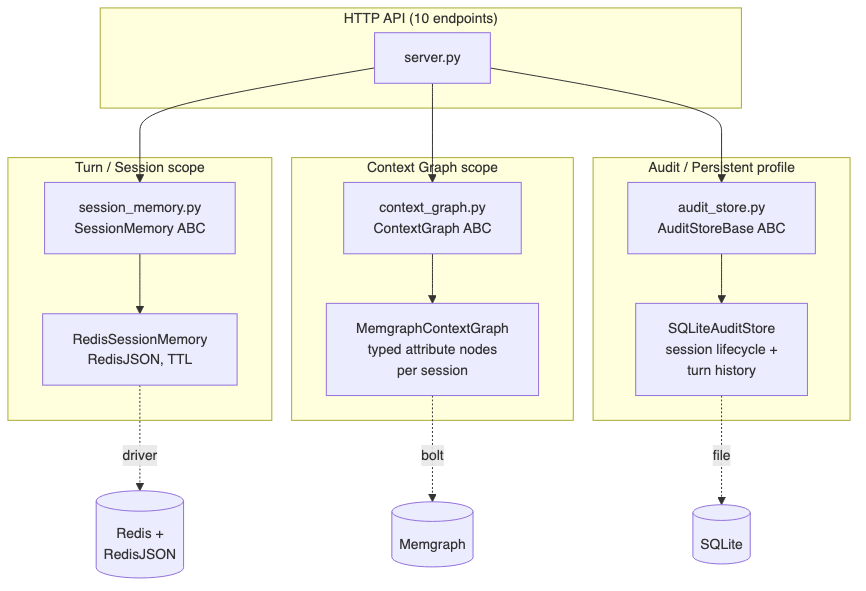 HTTP API (10 endpoints)
server.py
Turn / Session scope
session_memory.py
SessionMemory ABC
RedisSessionMemory
RedisJSON, TTL
driver
Redis +
RedisJSON
Context Graph scope
context_graph.py
ContextGraph ABC
MemgraphContextGraph
typed attribute nodes
per session
bolt
Memgraph
Audit / Persistent profile
audit_store.py
AuditStoreBase ABC
SQLiteAuditStore
session lifecycle +
turn history
file
SQLite